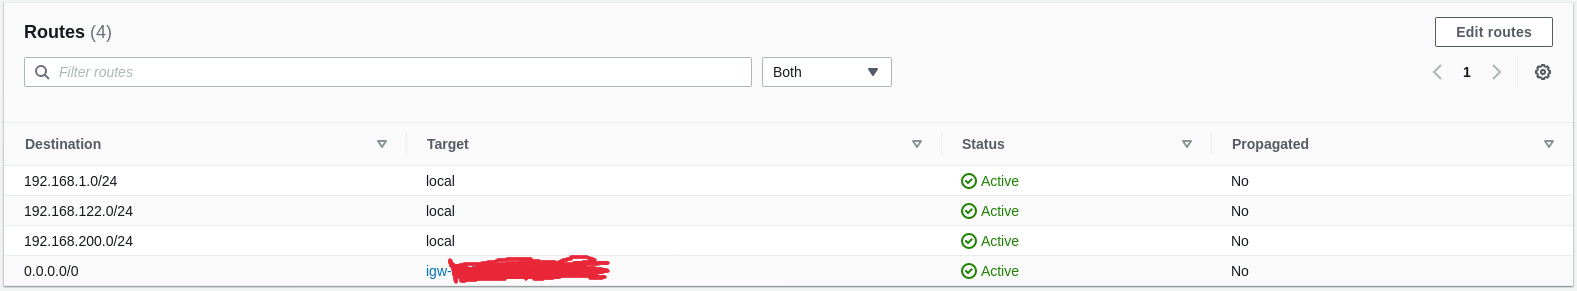 Routes (4)
Edit routes
Filter routes
Both
1
Destination Target Status Propagated
192.168.1.0/24 local Active No
192.168.122.0/24 local Active No
192.168.200.0/24 local Active No
0.0.0.0/0 igw- Active No